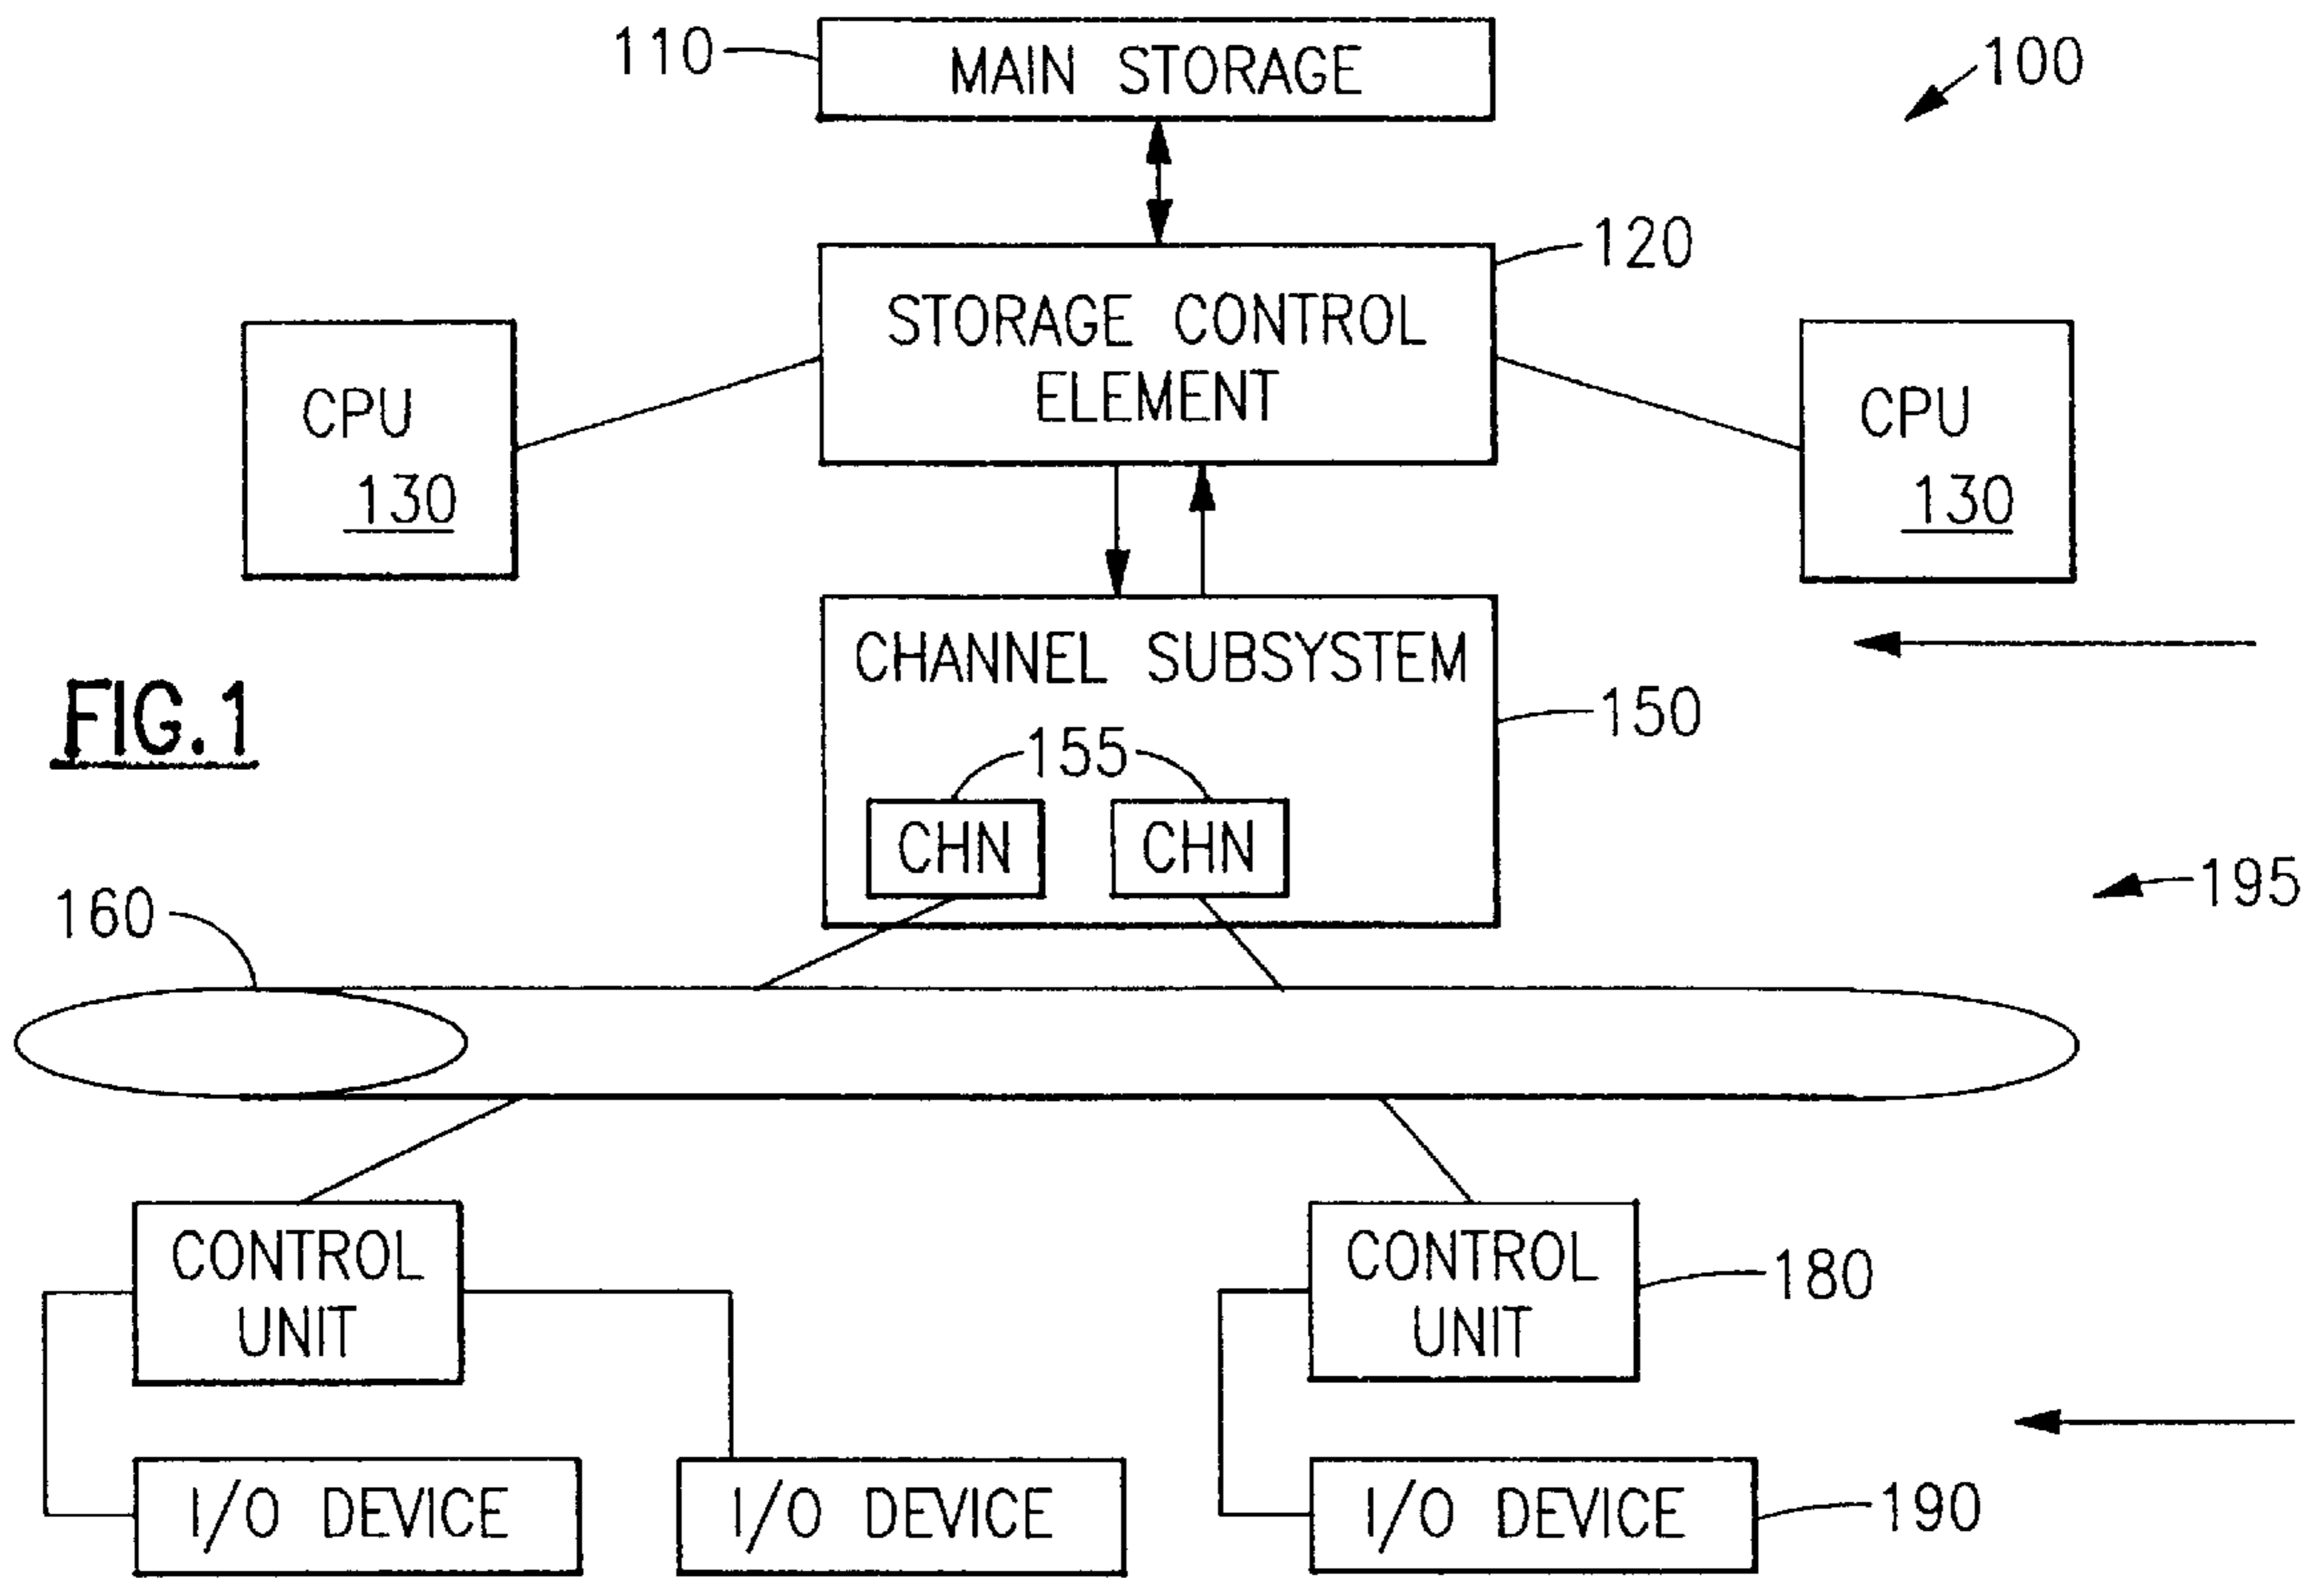 110
MAIN STORAGE
100
120
STORAGE CONTROL
ELEMENT
CPU
130
CPU
130
CHANNEL SUBSYSTEM
150
FIG.1
155
CHN
CHN
195
160
CONTROL
UNIT
CONTROL
UNIT
180
I/O DEVICE
I/O DEVICE
I/O DEVICE
190